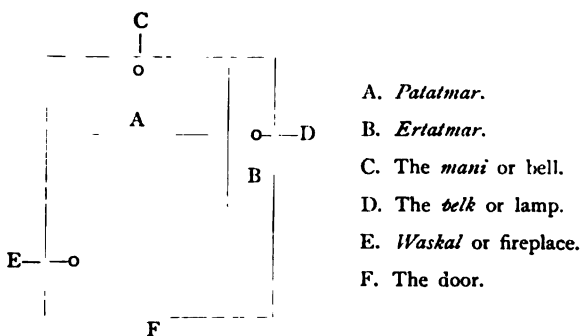 C
A
D
B
E
F
A. Patatmar.
B. Ertatmar.
C. The mani or bell.
D. The belk or lamp.
E. Waskal or fireplace.
F. The door.